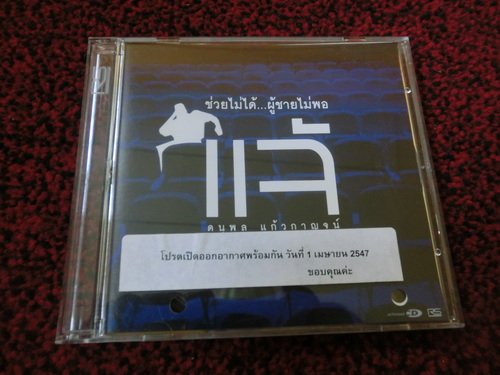 ช่วยไม่ได้...ผู้ชายไม่พอ
แจ้
ดนุพล แก้วกาญจน์
โปรดเปิดออกอากาศพร้อมกัน วันที่ 1 เมษายน 2547
ขอบคุณค่ะ